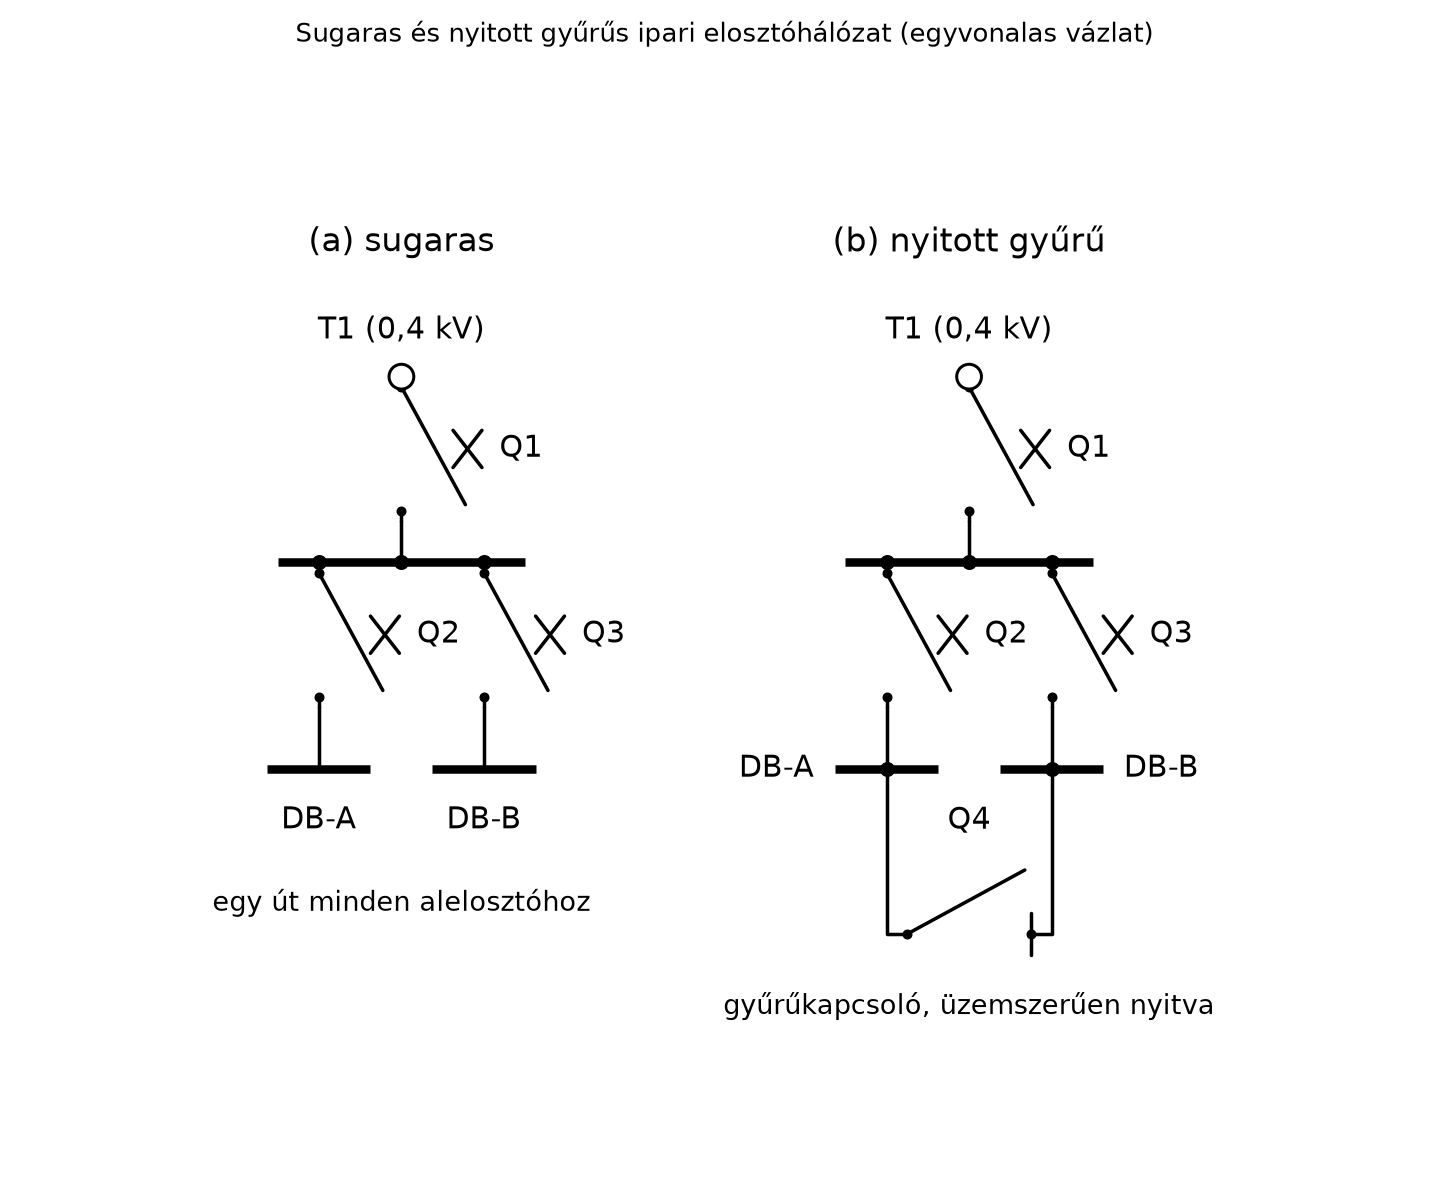 Sugaras és nyitott gyűrűs ipari elosztóhálózat (egyvonalas vázlat)
(a) sugaras
T1 (0,4 kV)
Q1
Q2
Q3
DB-A
DB-B
egy út minden alelosztóhoz
(b) nyitott gyűrű
T1 (0,4 kV)
Q1
Q2
Q3
DB-A
DB-B
Q4
gyűrűkapcsoló, üzemszerűen nyitva